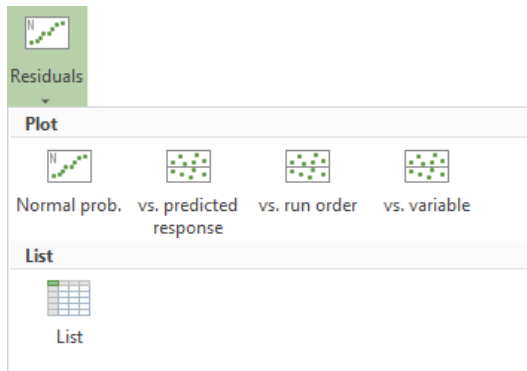 N
Residuals
Plot
N
Normal prob.
vs. predicted
response
vs. run order
vs. variable
List
List